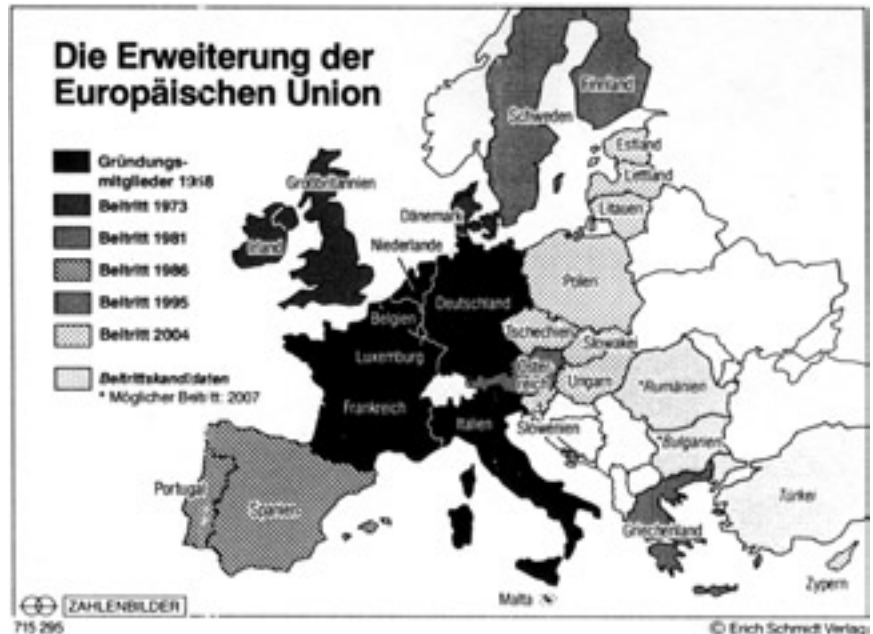 Die Erweiterung der
Europäischen Union
Gründungs-
mitglieder 1958
Beitritt 1973
Beitritt 1981
Beitritt 1986
Beitritt 1995
Beitritt 2004
Beitrittskandidaten
* Möglicher Beitritt: 2007
Finnland
Schweden
Estland
Lettland
Litauen
Großbritannien
Dänemark
Irland
Niederlande
Polen
Deutschland
Belgien
Tschechien
Slowakei
Luxemburg
Öster-
reich
Ungarn
*Rumänien
Frankreich
Italien
Slowenien
*Bulgarien
Portugal
Spanien
Türkei
Griechenland
Zypern
Malta
ZAHLENBILDER
715 295
© Erich Schmidt Verlag